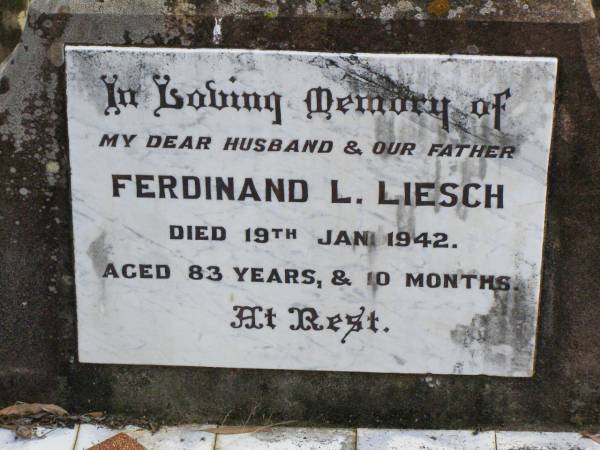 In Loving Memory of
MY DEAR HUSBAND & OUR FATHER
FERDINAND L. LIESCH
DIED 19TH JAN. 1942.
AGED 83 YEARS, & 10 MONTHS.
At Rest.